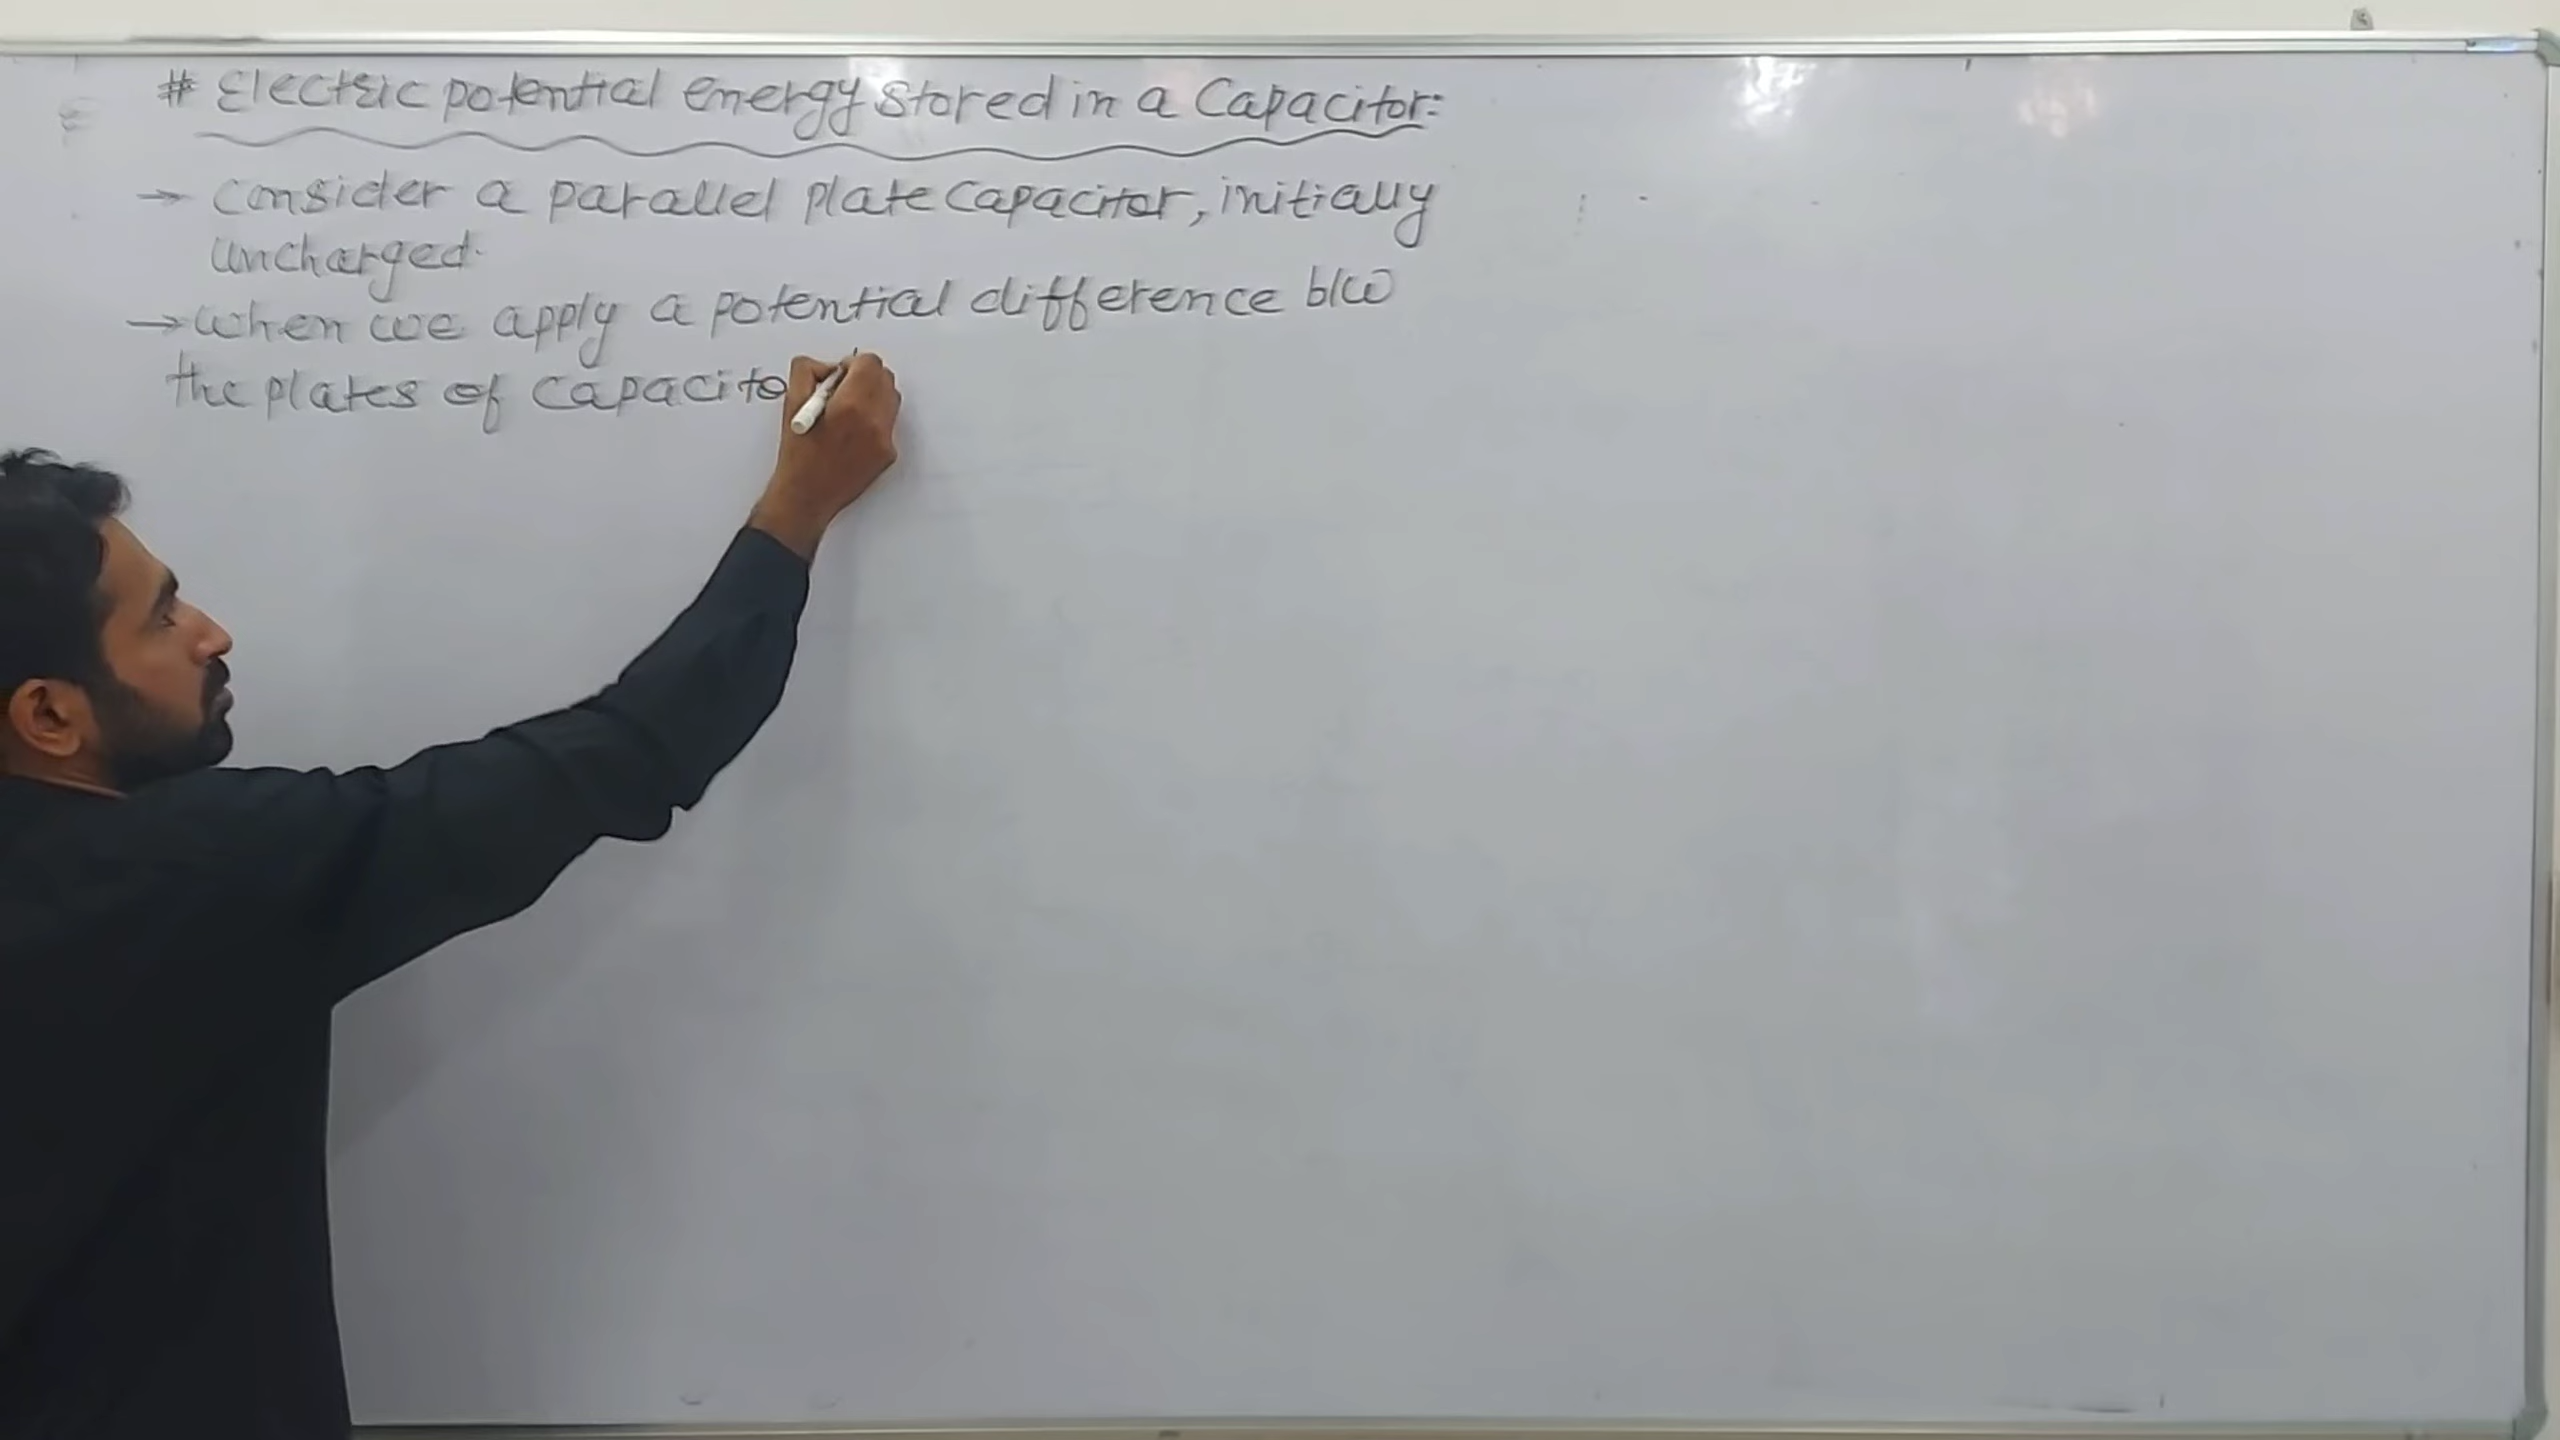 # Electric potential energy stored in a Capacitor:
→ Consider a parallel plate capacitor, initially
uncharged.
→ when we apply a potential difference b/w
the plates of capacito